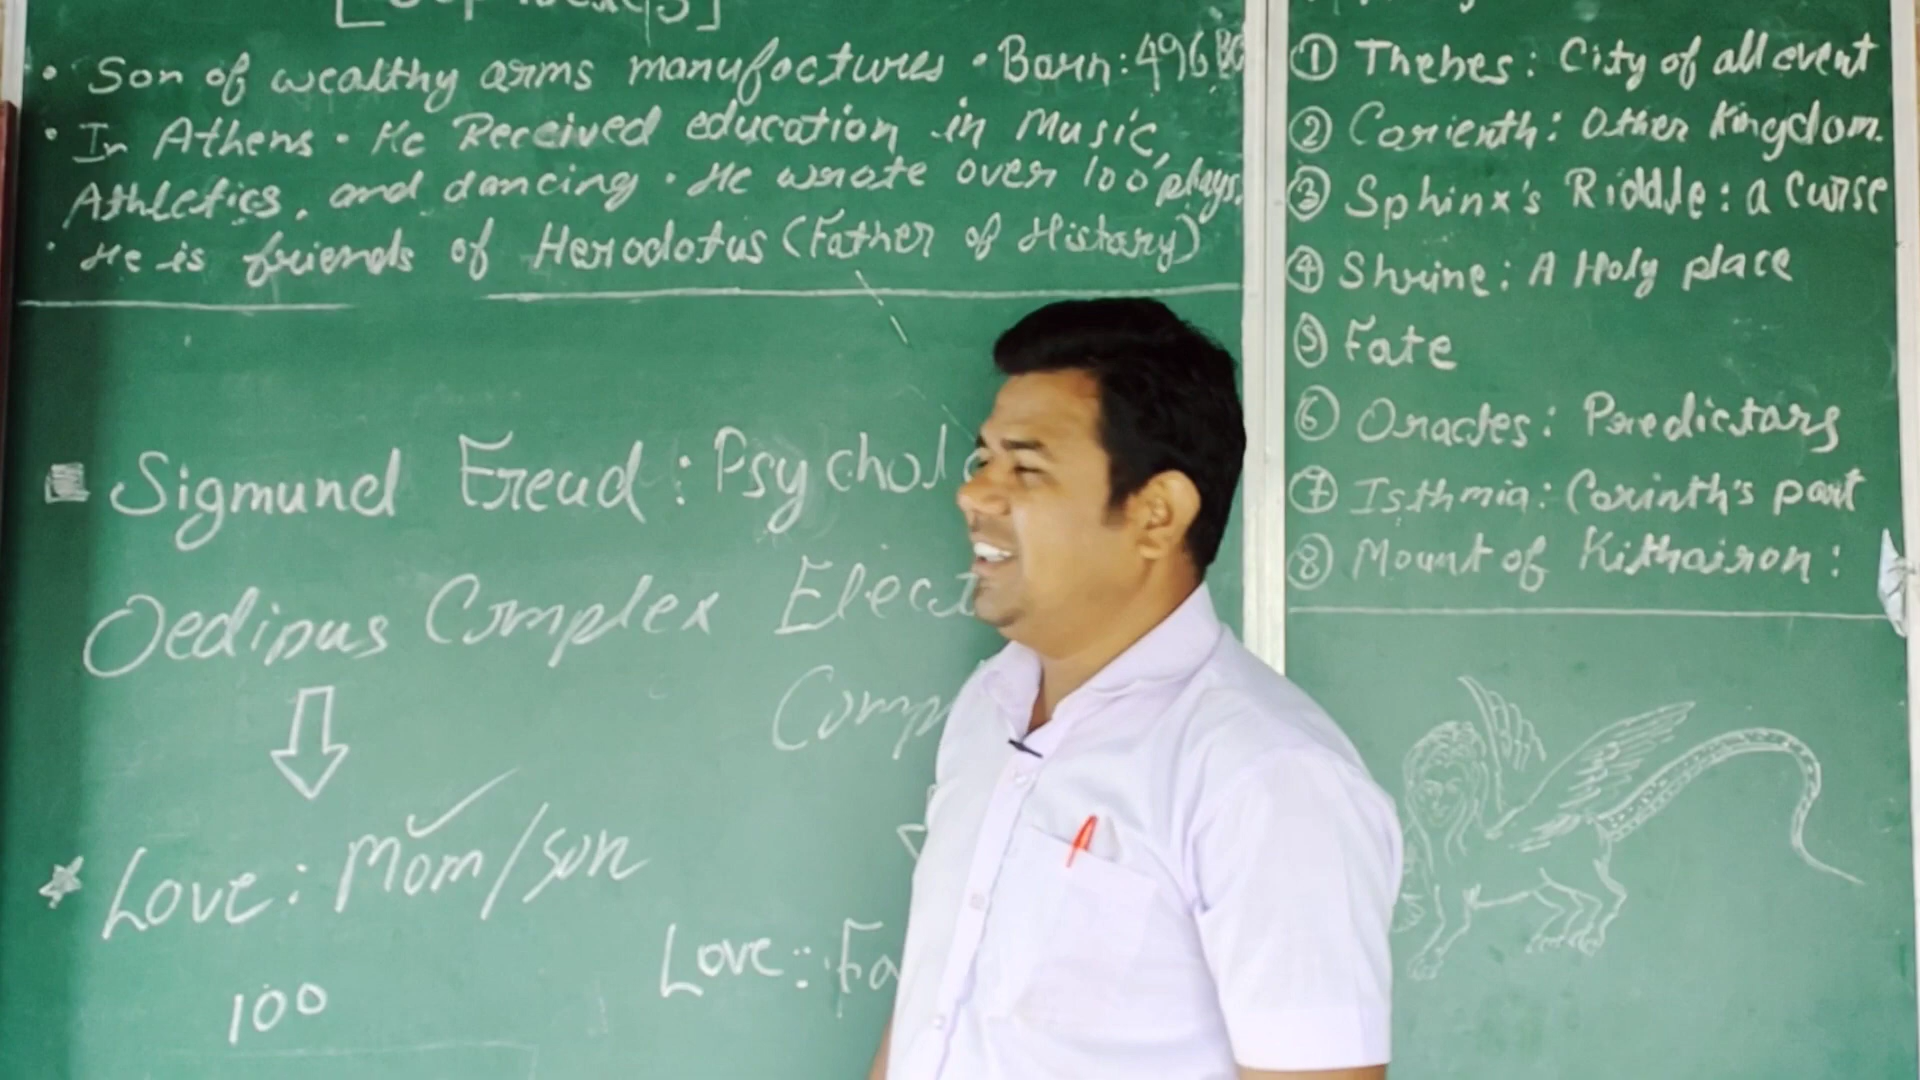 [Sophocles]
• Son of wealthy arms manufactures • Born: 496 BC
• In Athens • He Received education in Music,
Athletics, and dancing • He wrote over 100 plays.
• He is friends of Herodotus (Father of History)
Sigmund Freud: Psychol
Oedipus Complex Elect
Comp
Love: Mom/son
Love: Fa
100
① Thebes: City of all event
② Corienth: Other Kingdom.
③ Sphinx's Riddle: a curse
④ Shrine: A Holy place
⑤ Fate
⑥ Oracles: Predictors
⑦ Isthmia: Corinth's part
⑧ Mount of Kithairon: